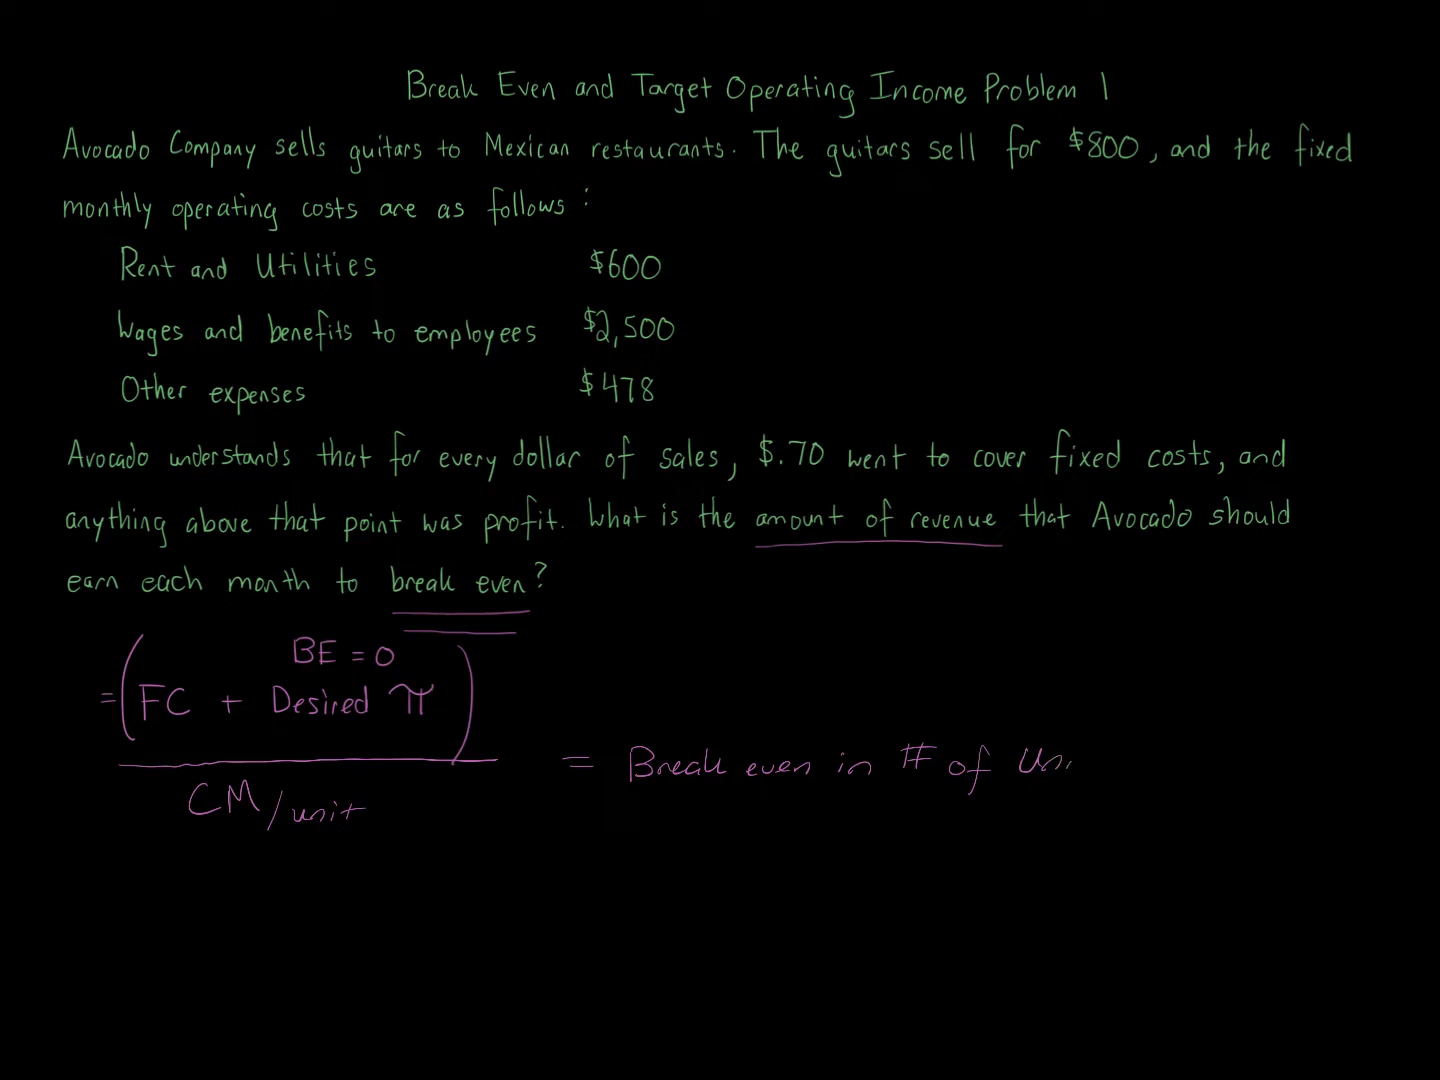 Break Even and Target Operating Income Problem 1
Avocado Company sells guitars to Mexican restaurants. The guitars sell for $800, and the fixed
monthly operating costs are as follows:
Rent and Utilities $600
Wages and benefits to employees $2,500
Other expenses $478
Avocado understands that for every dollar of sales, $.70 went to cover fixed costs, and
anything above that point was profit. What is the amount of revenue that Avocado should
earn each month to break even?
BE = 0
= (FC + Desired π)
CM/unit
= Break even in # of Un